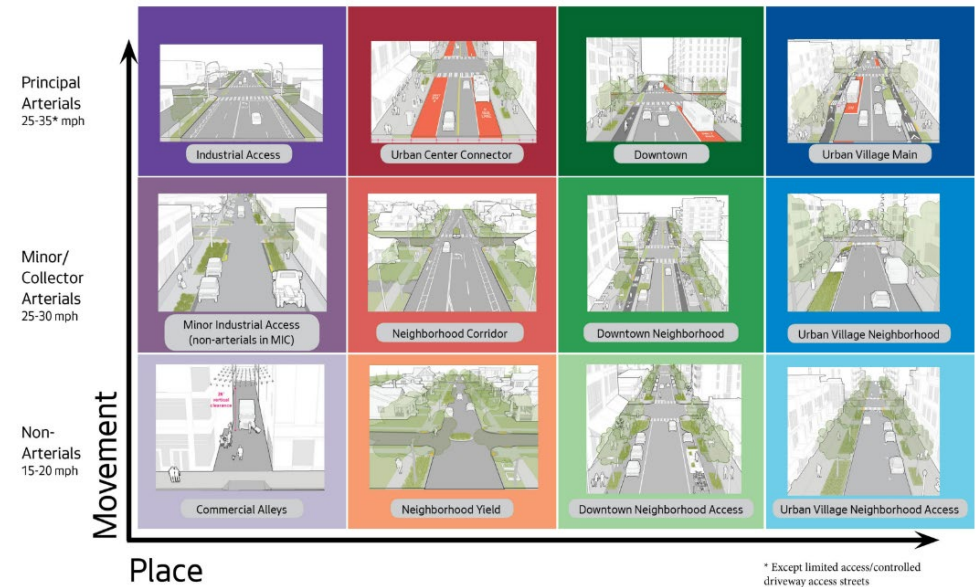 Principal
Arterials
25-35* mph
Industrial Access
Urban Center Connector
Downtown
Urban Village Main
Minor/
Collector
Arterials
25-30 mph
Minor Industrial Access
(non-arterials in MIC)
Neighborhood Corridor
Downtown Neighborhood
Urban Village Neighborhood
Non-
Arterials
15-20 mph
26'
vertical
clearance
Commercial Alleys
Neighborhood Yield
Downtown Neighborhood Access
Urban Village Neighborhood Access
Movement
Place
* Except limited access/controlled
driveway access streets